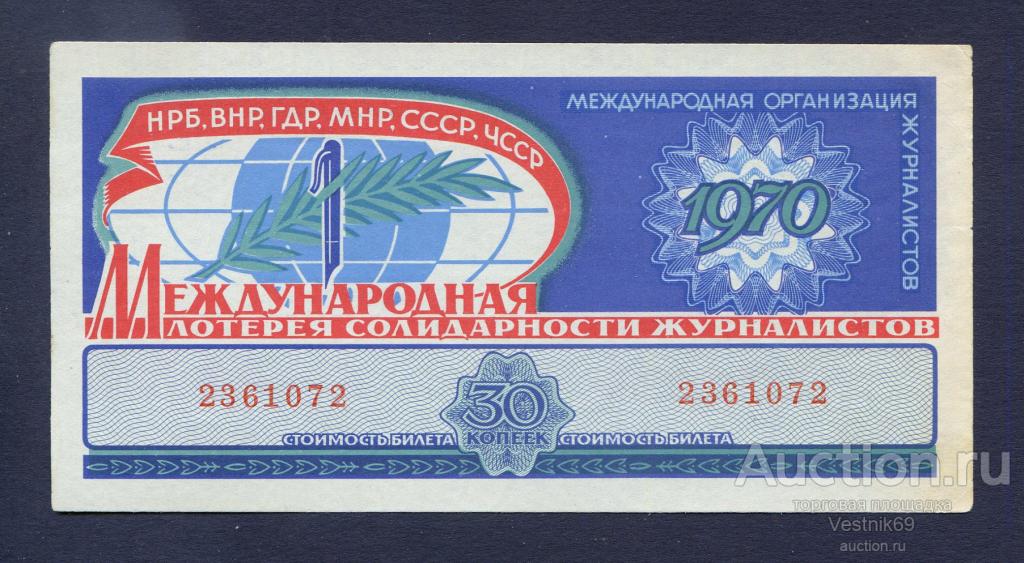 НРБ, ВНР, ГДР, МНР, СССР, ЧССР
МЕЖДУНАРОДНАЯ ОРГАНИЗАЦИЯ
ЖУРНАЛИСТОВ
1970
МЕЖДУНАРОДНАЯ
ЛОТЕРЕЯ СОЛИДАРНОСТИ ЖУРНАЛИСТОВ
2361072
30
КОПЕЕК
2361072
СТОИМОСТЬ БИЛЕТА
СТОИМОСТЬ БИЛЕТА
Auction.ru
торговая площадка
Vestnik69
auction.ru